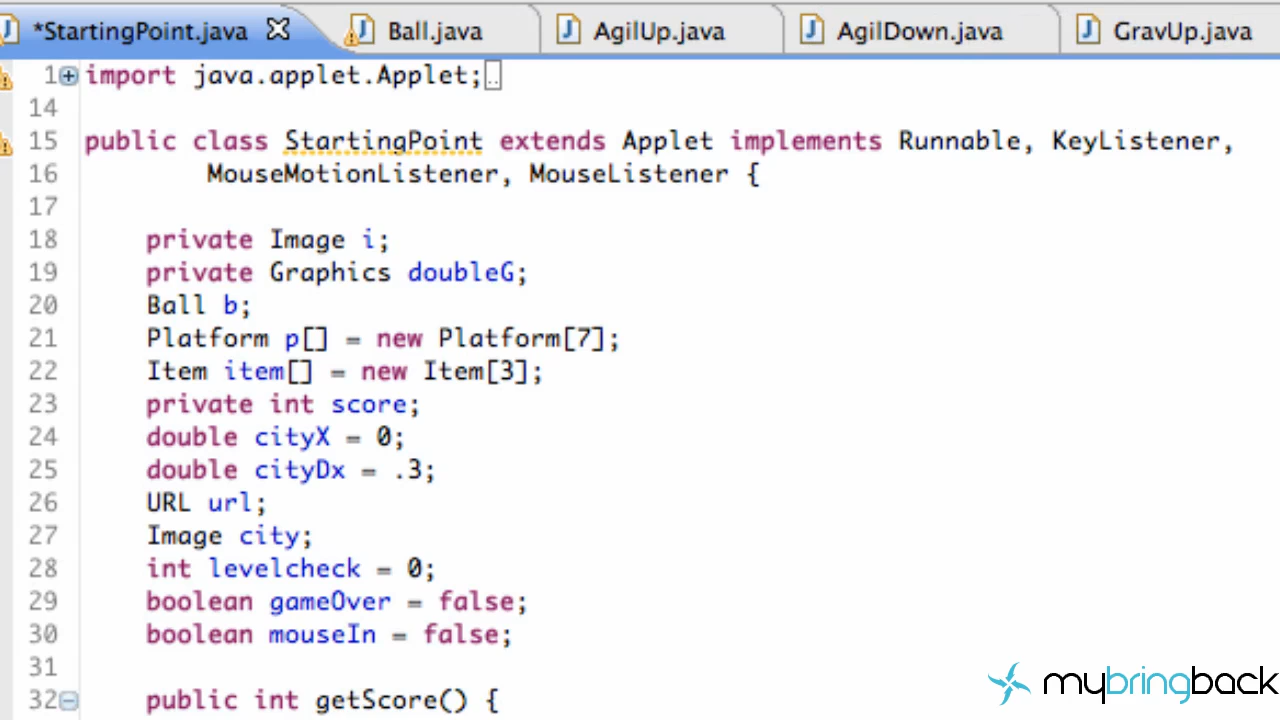 *StartingPoint.java Ball.java AgilUp.java AgilDown.java GravUp.java
1 import java.applet.Applet;
14
15 public class StartingPoint extends Applet implements Runnable, KeyListener,
16 MouseMotionListener, MouseListener {
17
18 private Image i;
19 private Graphics doubleG;
20 Ball b;
21 Platform p[] = new Platform[7];
22 Item item[] = new Item[3];
23 private int score;
24 double cityX = 0;
25 double cityDx = .3;
26 URL url;
27 Image city;
28 int levelcheck = 0;
29 boolean gameOver = false;
30 boolean mouseIn = false;
31
32 public int getScore() {
mybringback